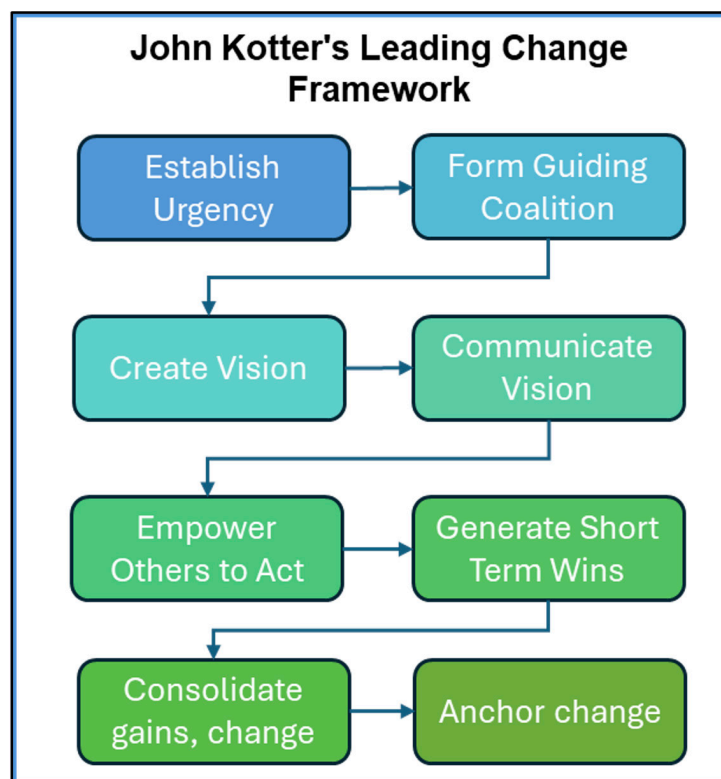 John Kotter's Leading Change
Framework
Establish
Urgency
Form Guiding
Coalition
Create Vision
Communicate
Vision
Empower
Others to Act
Generate Short
Term Wins
Consolidate
gains, change
Anchor change